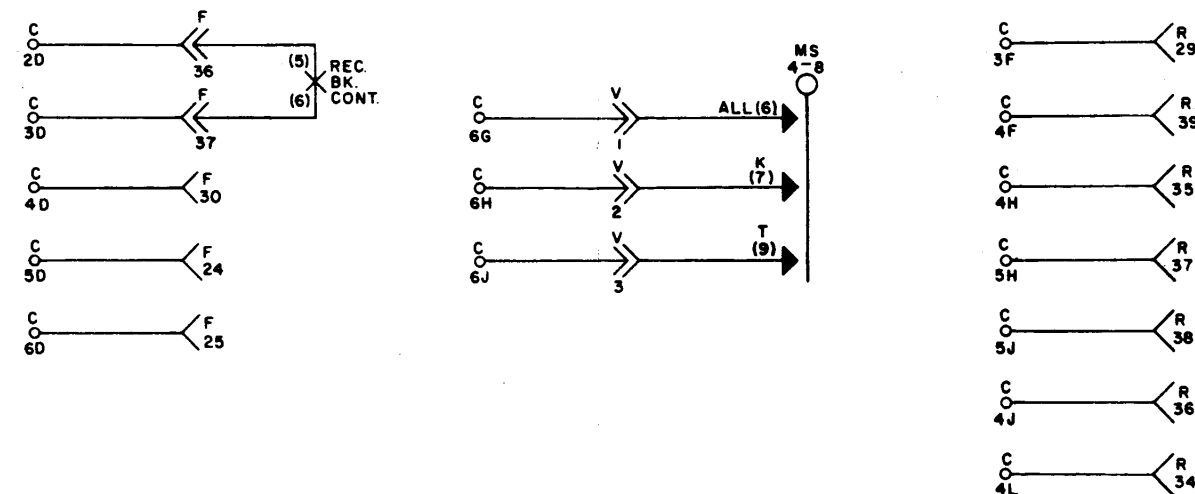 C
2D
F
36
(5)
REC.
BK.
CONT.
(6)
C
3D
F
37
C
4D
F
30
C
5D
F
24
C
6D
F
25
MS
4-8
C
6G
V
1
ALL(6)
C
6H
V
2
K
(7)
C
6J
V
3
T
(9)
C
3F
R
29
C
4F
R
39
C
4H
R
35
C
5H
R
37
C
5J
R
38
C
4J
R
36
C
4L
R
34